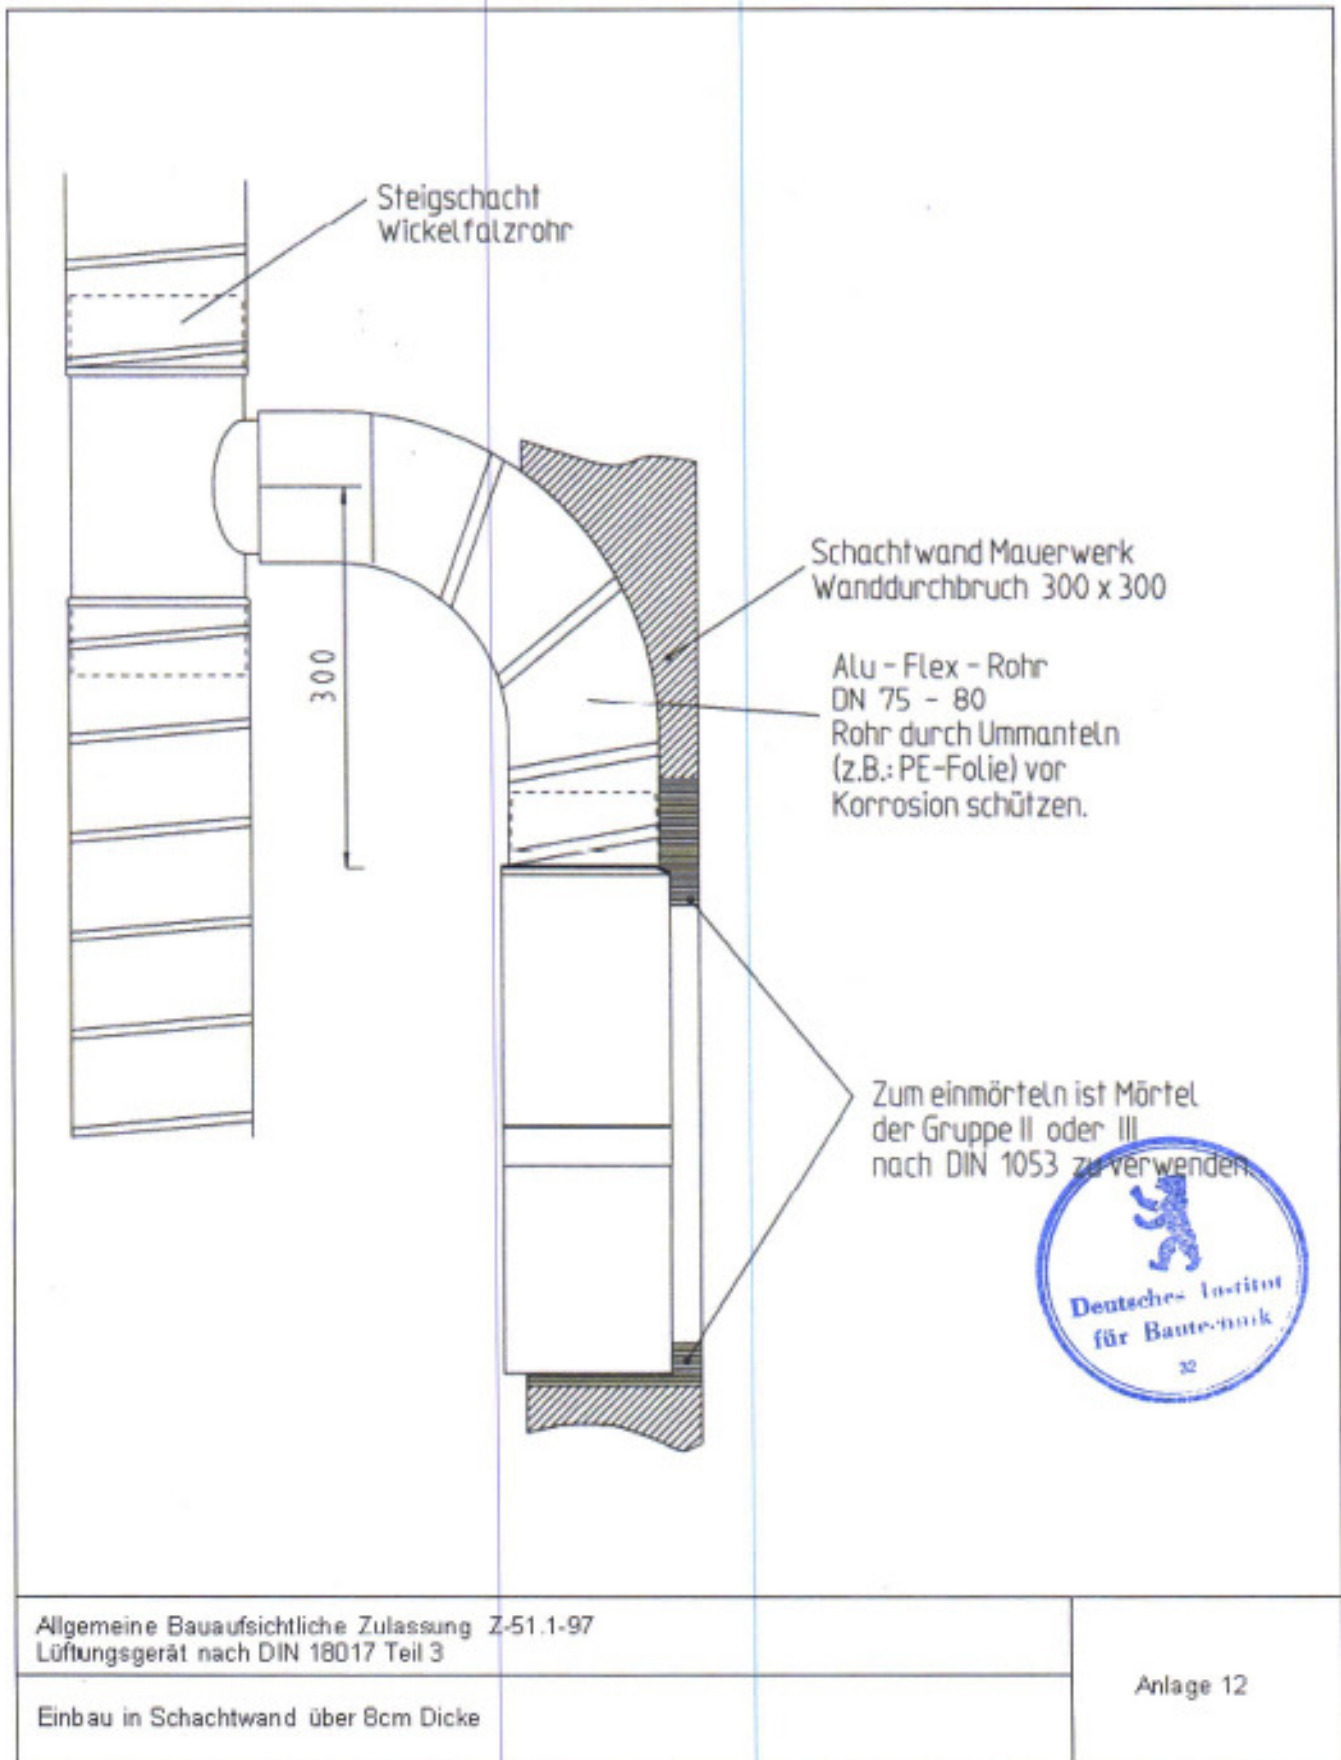 Steigschacht
Wickelfalzrohr
Schachtwand Mauerwerk
Wanddurchbruch 300 x 300
300
Alu - Flex - Rohr
DN 75 - 80
Rohr durch Ummanteln
(z.B.: PE-Folie) vor
Korrosion schützen.
Zum einmörteln ist Mörtel
der Gruppe II oder III
nach DIN 1053 zu verwenden.
Deutsches Institut
für Bautechnik
32
Allgemeine Bauaufsichtliche Zulassung Z-51.1-97
Lüftungsgerät nach DIN 18017 Teil 3
Anlage 12
Einbau in Schachtwand über 8cm Dicke